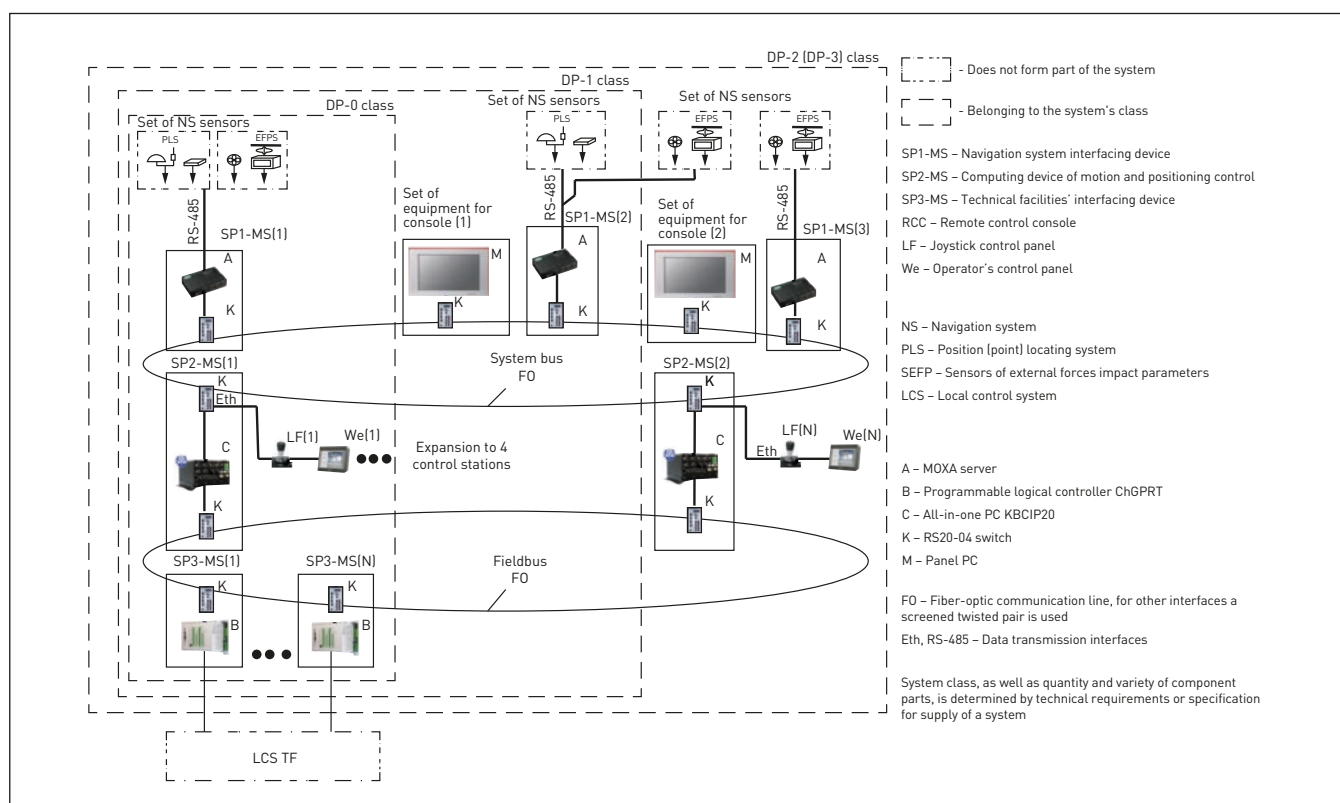 DP-2 (DP-3) class
DP-1 class
DP-0 class
Set of NS sensors
PLS
EFPS
Set of NS sensors
PLS
Set of NS sensors
EFPS
EFPS
RS-485
RS-485
RS-485
SP1-MS(1)
A
K
Set of
equipment for
console (1)
M
K
SP1-MS(2)
A
K
Set of
equipment for
console (2)
M
K
SP1-MS(3)
A
K
System bus
FO
SP2-MS(1)
K
Eth
C
K
LF(1)
We(1)
Expansion to 4
control stations
SP2-MS(2)
K
C
K
Eth
LF(N)
We(N)
Fieldbus
FO
SP3-MS(1)
K
B
SP3-MS(N)
K
B
LCS TF
- Does not form part of the system
- Belonging to the system's class
SP1-MS – Navigation system interfacing device
SP2-MS – Computing device of motion and positioning control
SP3-MS – Technical facilities' interfacing device
RCC – Remote control console
LF – Joystick control panel
We – Operator's control panel
NS – Navigation system
PLS – Position (point) locating system
SEFP – Sensors of external forces impact parameters
LCS – Local control system
A – MOXA server
B – Programmable logical controller ChGPRT
C – All-in-one PC KBCIP20
K – RS20-04 switch
M – Panel PC
FO – Fiber-optic communication line, for other interfaces a
screened twisted pair is used
Eth, RS-485 – Data transmission interfaces
System class, as well as quantity and variety of component
parts, is determined by technical requirements or specification
for supply of a system